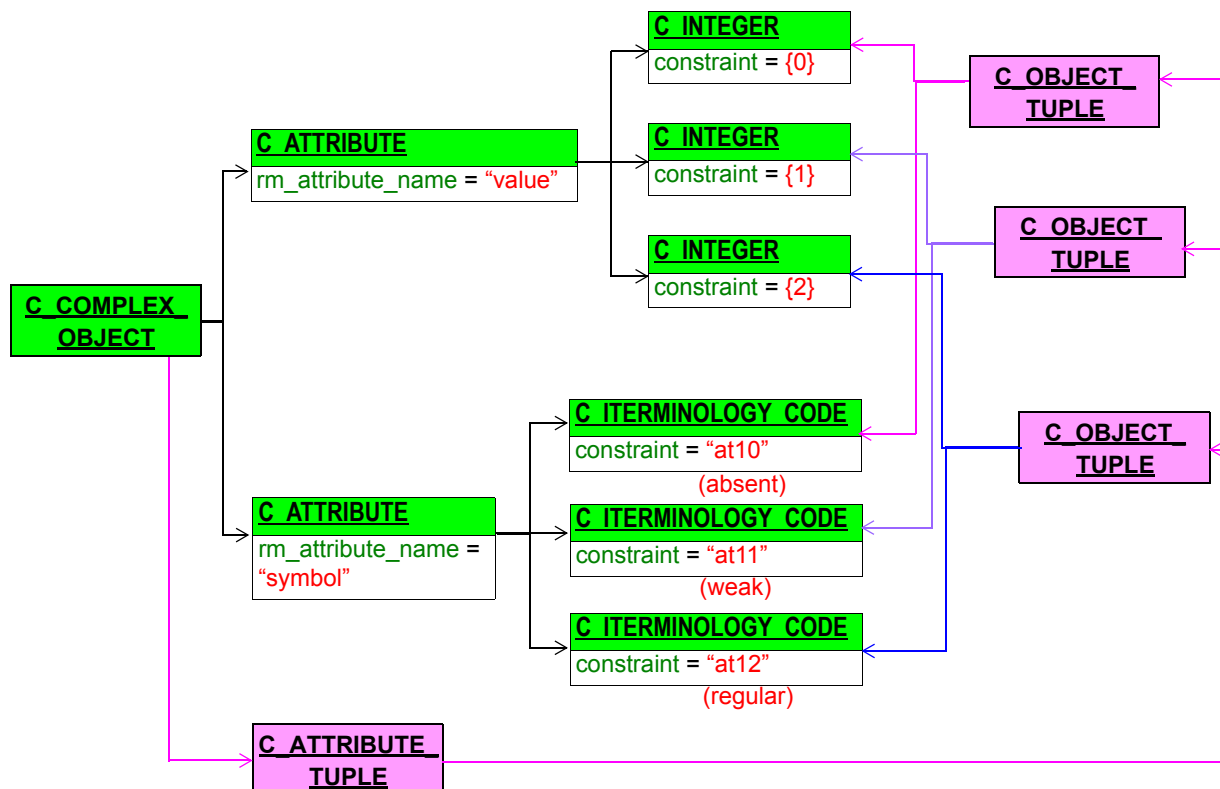 C_INTEGER
constraint = {0}
C_OBJECT_
TUPLE
C_ATTRIBUTE
rm_attribute_name = “value”
C_INTEGER
constraint = {1}
C_OBJECT_
TUPLE
C_INTEGER
constraint = {2}
C_COMPLEX_
OBJECT
C_ITERMINOLOGY_CODE
constraint = “at10”
(absent)
C_OBJECT_
TUPLE
C_ATTRIBUTE
rm_attribute_name =
“symbol”
C_ITERMINOLOGY_CODE
constraint = “at11”
(weak)
C_ITERMINOLOGY_CODE
constraint = “at12”
(regular)
C_ATTRIBUTE_
TUPLE